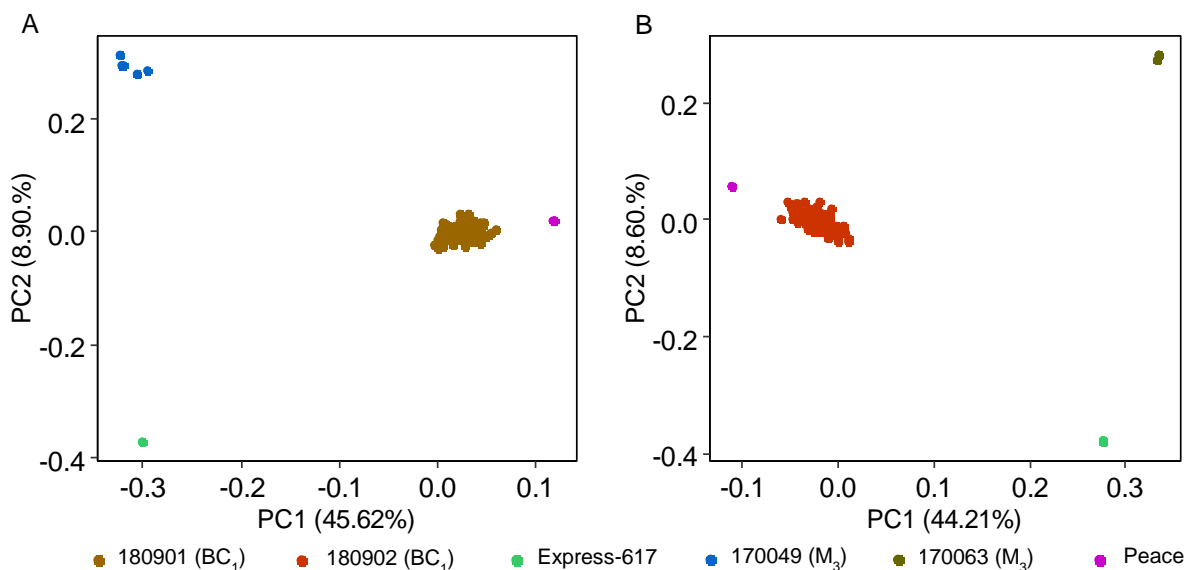 A
B
0.2
0.0
-0.2
-0.4
PC2 (8.90.%)
-0.3
-0.2
-0.1
0.0
0.1
PC1 (45.62%)
0.2
0.0
-0.2
-0.4
PC2 (8.60.%)
-0.1
0.0
0.1
0.2
0.3
PC1 (44.21%)
180901 (BC₁) 180902 (BC₁) Express-617 170049 (M₃) 170063 (M₃) Peace